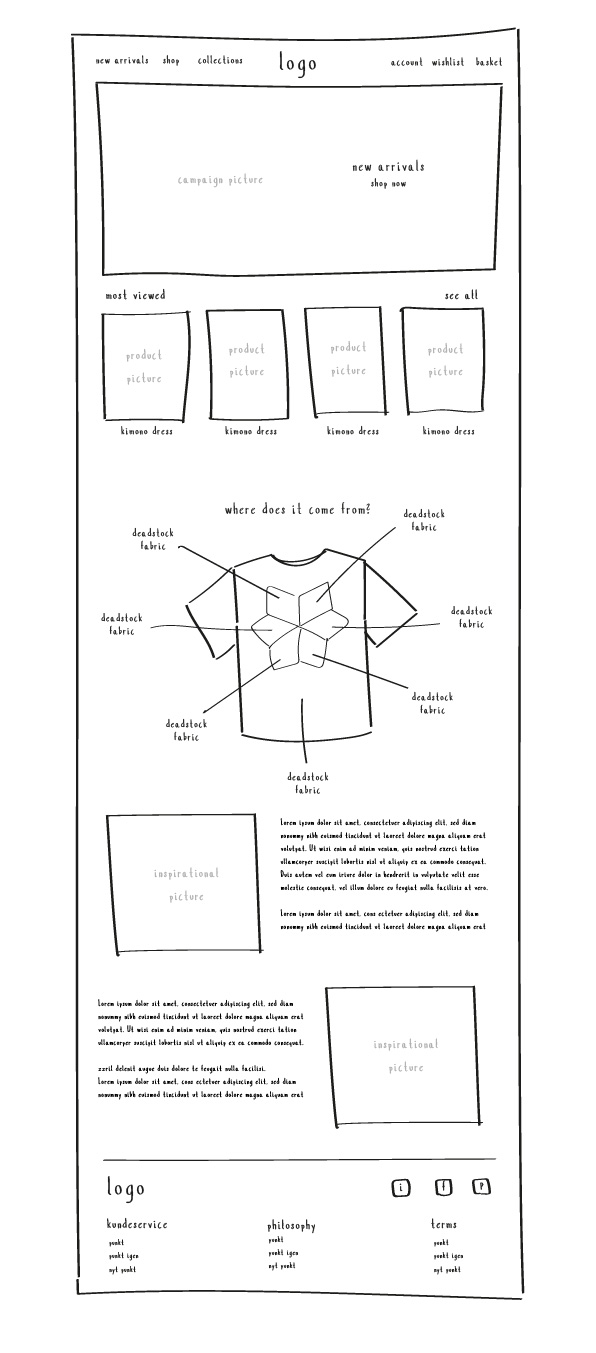 new arrivals shop collections logo account wishlist basket
campaign picture
new arrivals
shop now
most viewed see all
product
picture
product
picture
product
picture
product
picture
kimono dress kimono dress kimono dress kimono dress
where does it come from?
deadstock
fabric
deadstock
fabric
deadstock
fabric
deadstock
fabric
deadstock
fabric
deadstock
fabric
deadstock
fabric
inspirational
picture
Lorem ipsum dolor sit amet, consectetuer adipiscing elit, sed diam
nonummy nibh euismod tincidunt ut laoreet dolore magna aliquam erat
volutpat. Ut wisi enim ad minim veniam, quis nostrud exerci tation
ullamcorper suscipit lobortis nisl ut aliquip ex ea commodo consequat.
Duis autem vel eum iriure dolor in hendrerit in vulputate velit esse
molestie consequat, vel illum dolore eu feugiat nulla facilisis at vero.
Lorem ipsum dolor sit amet, cons ectetuer adipiscing elit, sed diam
nonummy nibh euismod tincidunt ut laoreet dolore magna aliquam erat
Lorem ipsum dolor sit amet, consectetuer adipiscing elit, sed diam
nonummy nibh euismod tincidunt ut laoreet dolore magna aliquam erat
volutpat. Ut wisi enim ad minim veniam, quis nostrud exerci tation
ullamcorper suscipit lobortis nisl ut aliquip ex ea commodo consequat.
zzril delenit augue duis dolore te feugait nulla facilisi.
Lorem ipsum dolor sit amet, cons ectetuer adipiscing elit, sed diam
nonummy nibh euismod tincidunt ut laoreet dolore magna aliquam erat
inspirational
picture
logo i f p
kundeservice
punkt
punkt igen
nyt punkt
philosophy
punkt
punkt igen
nyt punkt
terms
punkt
punkt igen
nyt punkt